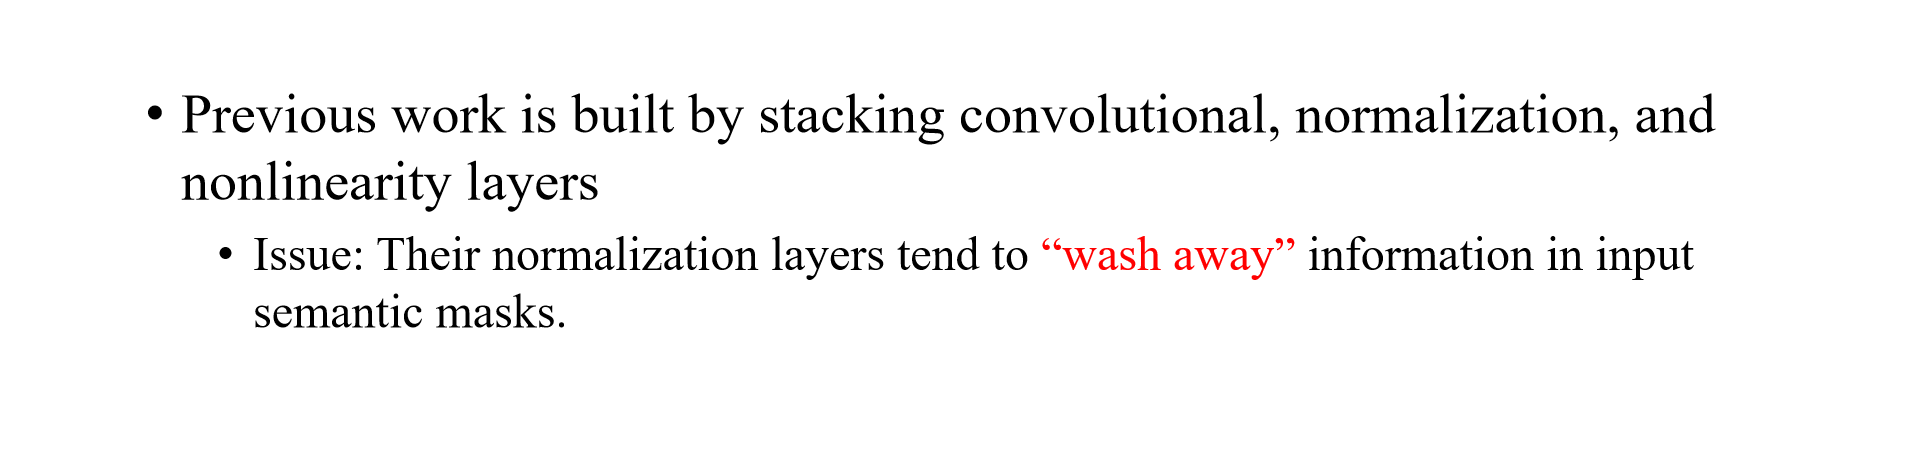 • Previous work is built by stacking convolutional, normalization, and
nonlinearity layers
• Issue: Their normalization layers tend to “wash away” information in input
semantic masks.